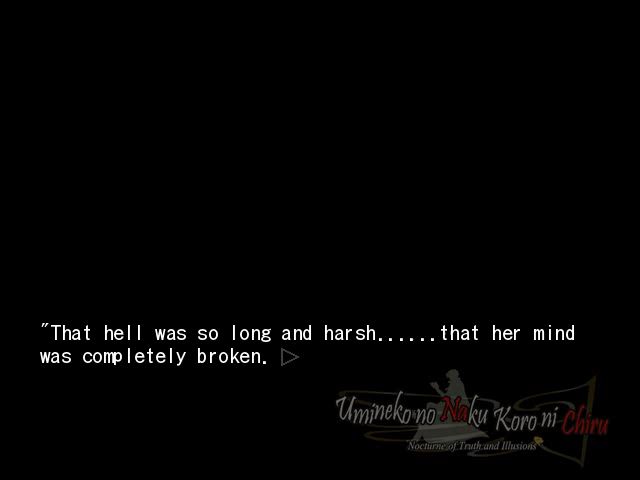 "That hell was so long and harsh......that her mind
was completely broken.
Umineko no Naku Koro ni Chiru
Nocturne of Truth and Illusions